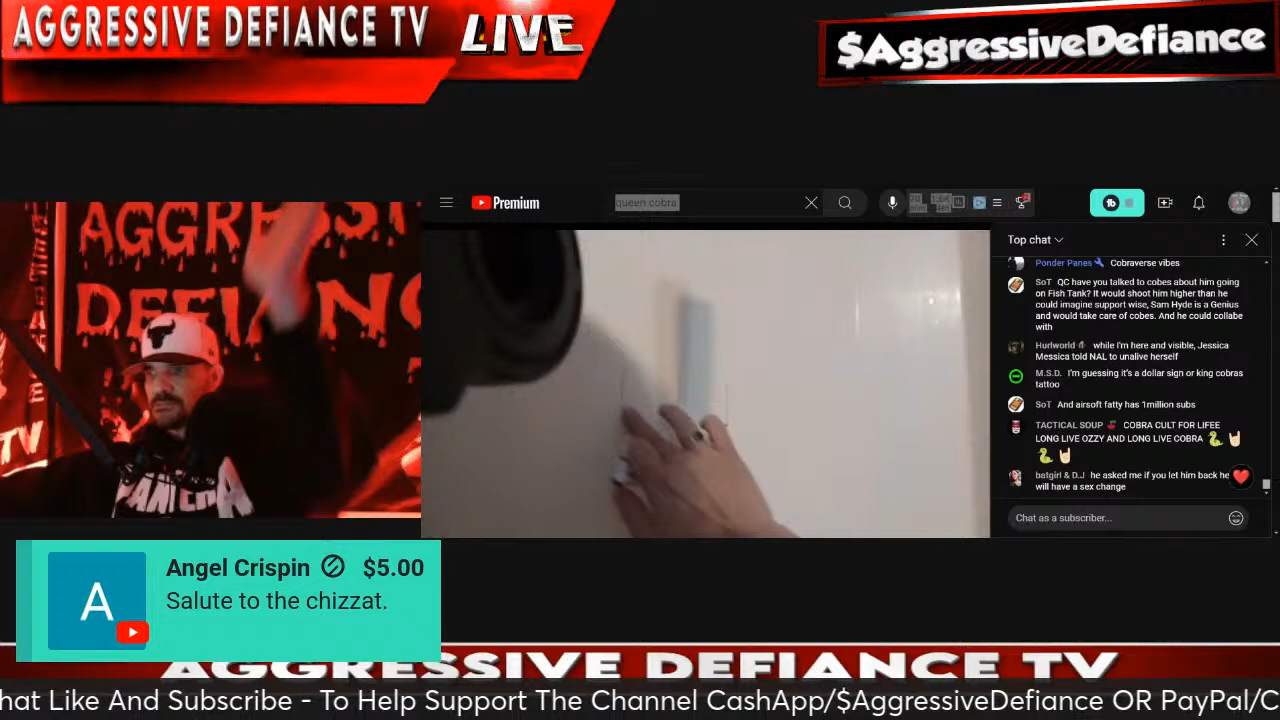 AGGRESSIVE DEFIANCE TV
LIVE
$AggressiveDefiance
Premium
queen cobra
AGGRESS
DEFIANC
TV
Top chat
Ponder Panes Cobraverse vibes
SoT QC have you talked to cobes about him going
on Fish Tank? It would shoot him higher than he
could imagine support wise, Sam Hyde is a Genius
and would take care of cobes. And he could collabe
with
Hurlworld while I'm here and visible, Jessica
Messica told NAL to unalive herself
M.S.D. I'm guessing it's a dollar sign or king cobras
tattoo
SoT And airsoft fatty has 1million subs
TACTICAL SOUP COBRA CULT FOR LIFEE
LONG LIVE OZZY AND LONG LIVE COBRA 🐍 🤘🏻
🐍 🤘🏻
batgirl & D.J he asked me if you let him back he
will have a sex change
Chat as a subscriber...
A
Angel Crispin $5.00
Salute to the chizzat.
AGGRESSIVE DEFIANCE TV
hat Like And Subscribe - To Help Support The Channel CashApp/$AggressiveDefiance OR PayPal/C